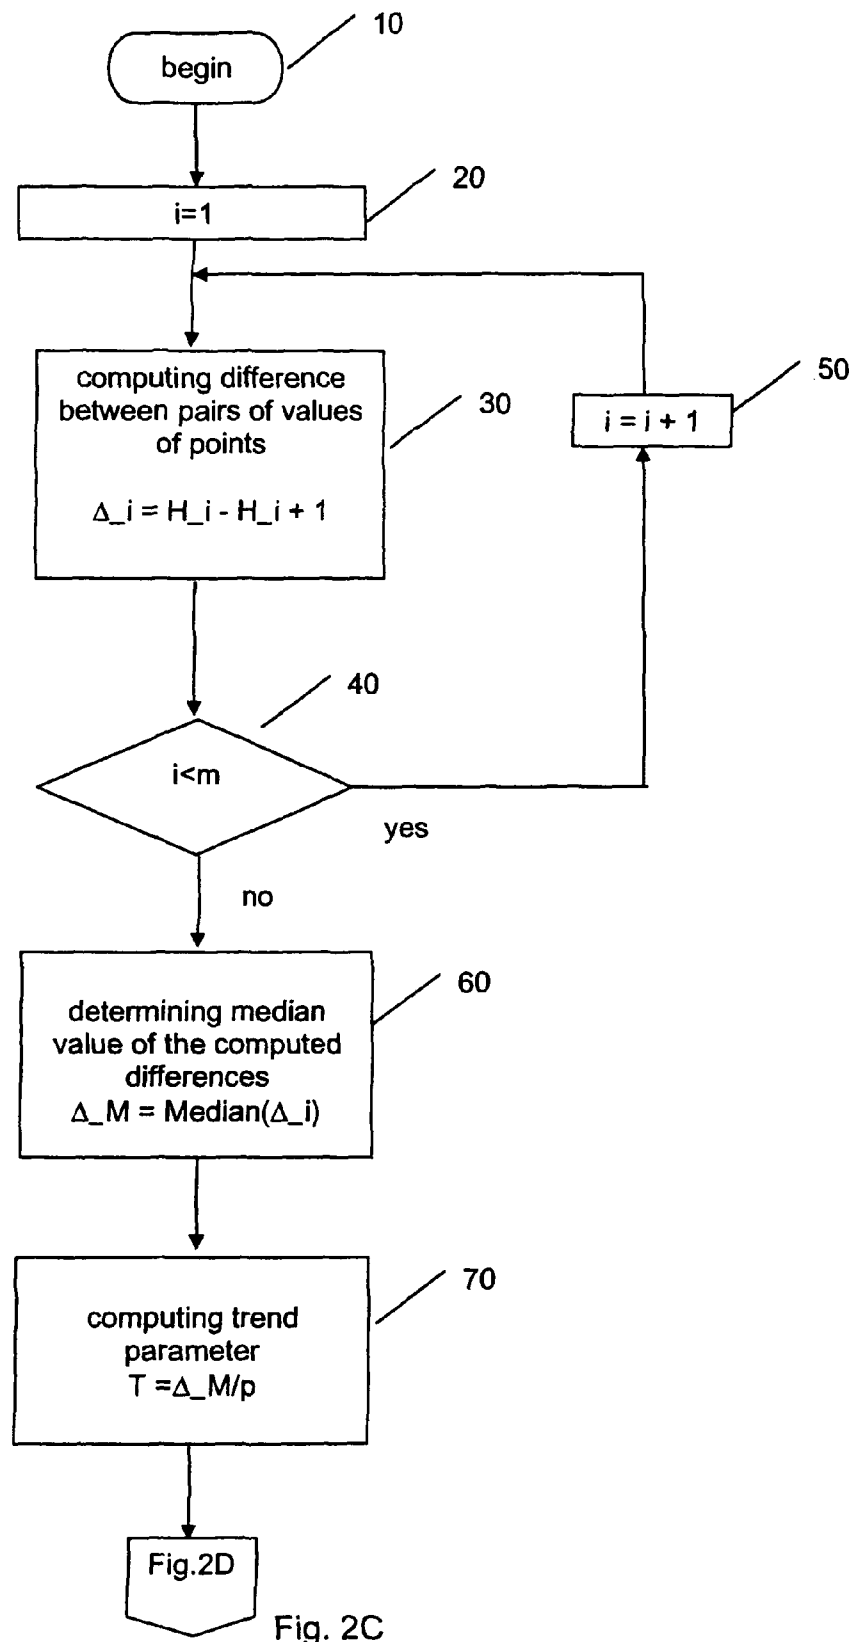 10
begin
20
i=1
computing difference
between pairs of values
of points
Δ_i = H_i - H_i + 1
30
50
i = i + 1
40
i<m
yes
no
60
determining median
value of the computed
differences
Δ_M = Median(Δ_i)
70
computing trend
parameter
T =Δ_M/p
Fig.2D
Fig. 2C